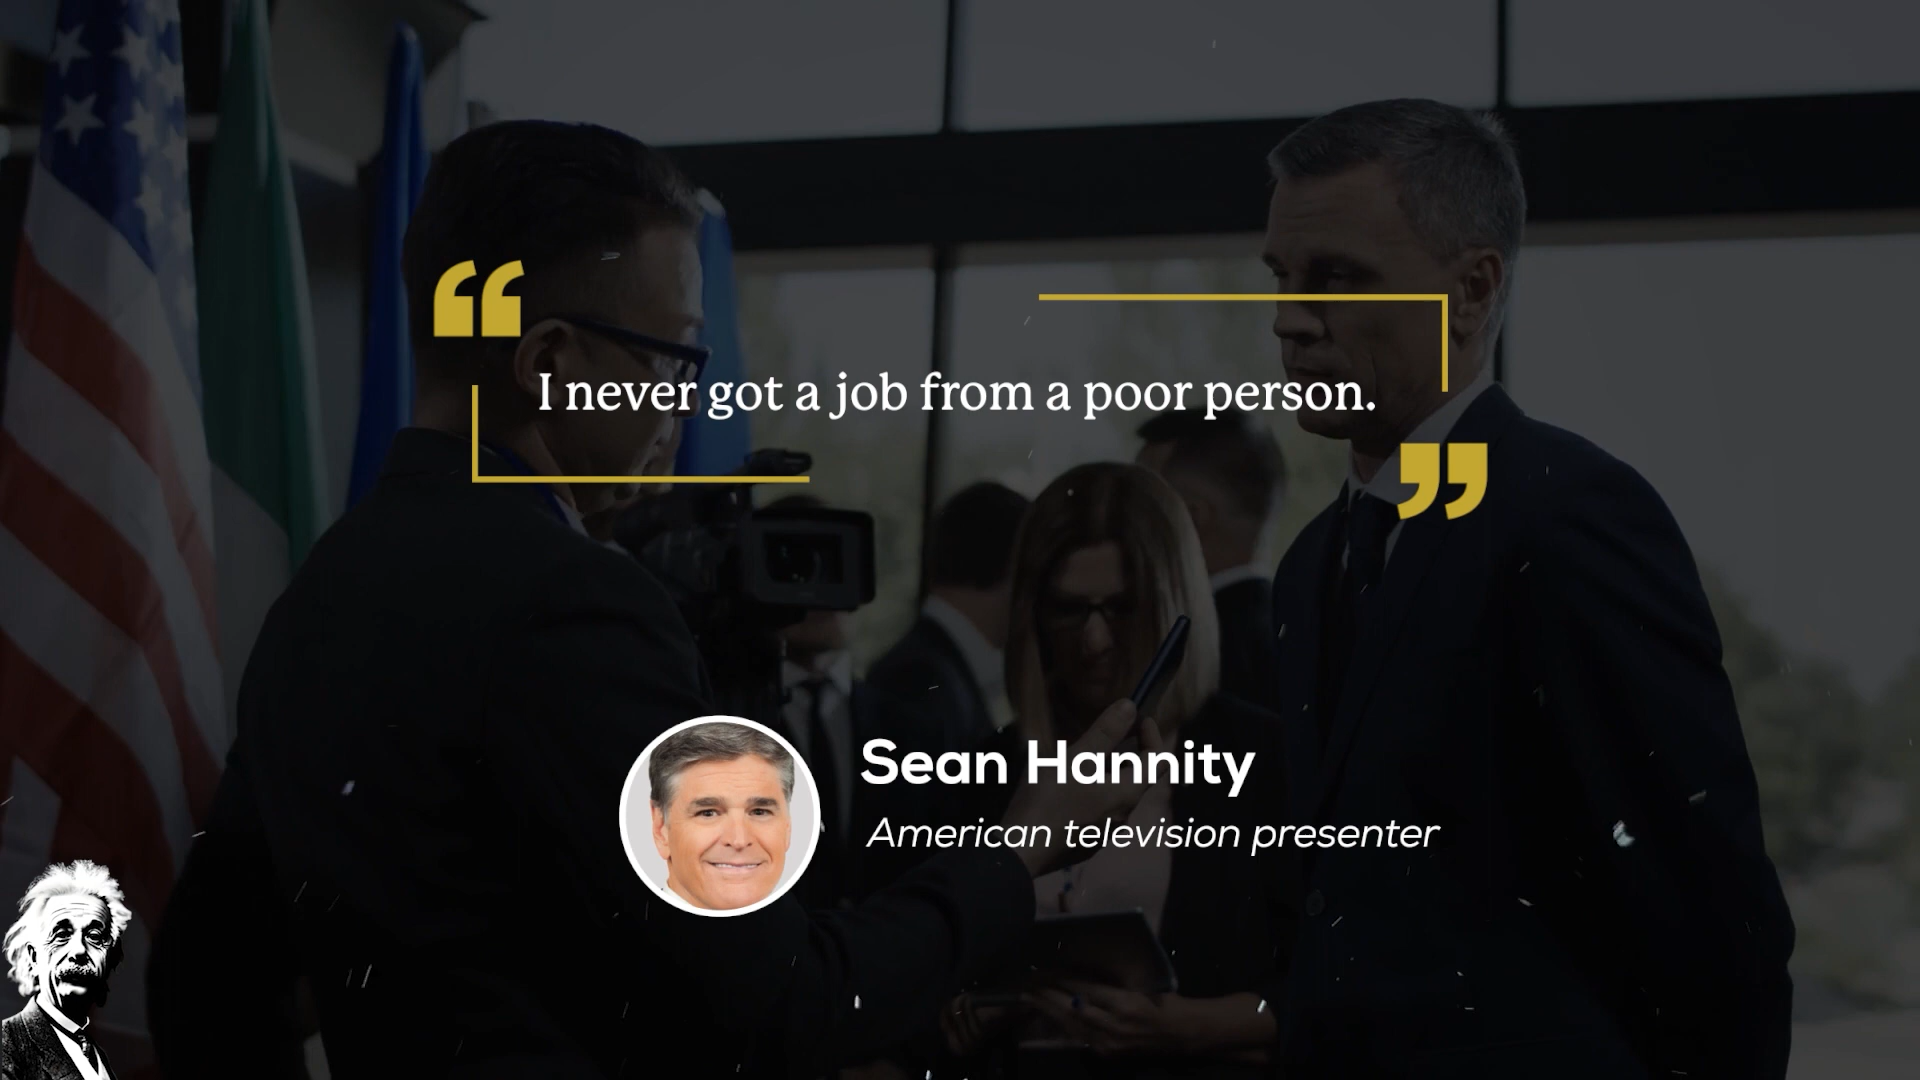 “
I never got a job from a poor person.
”
Sean Hannity
American television presenter